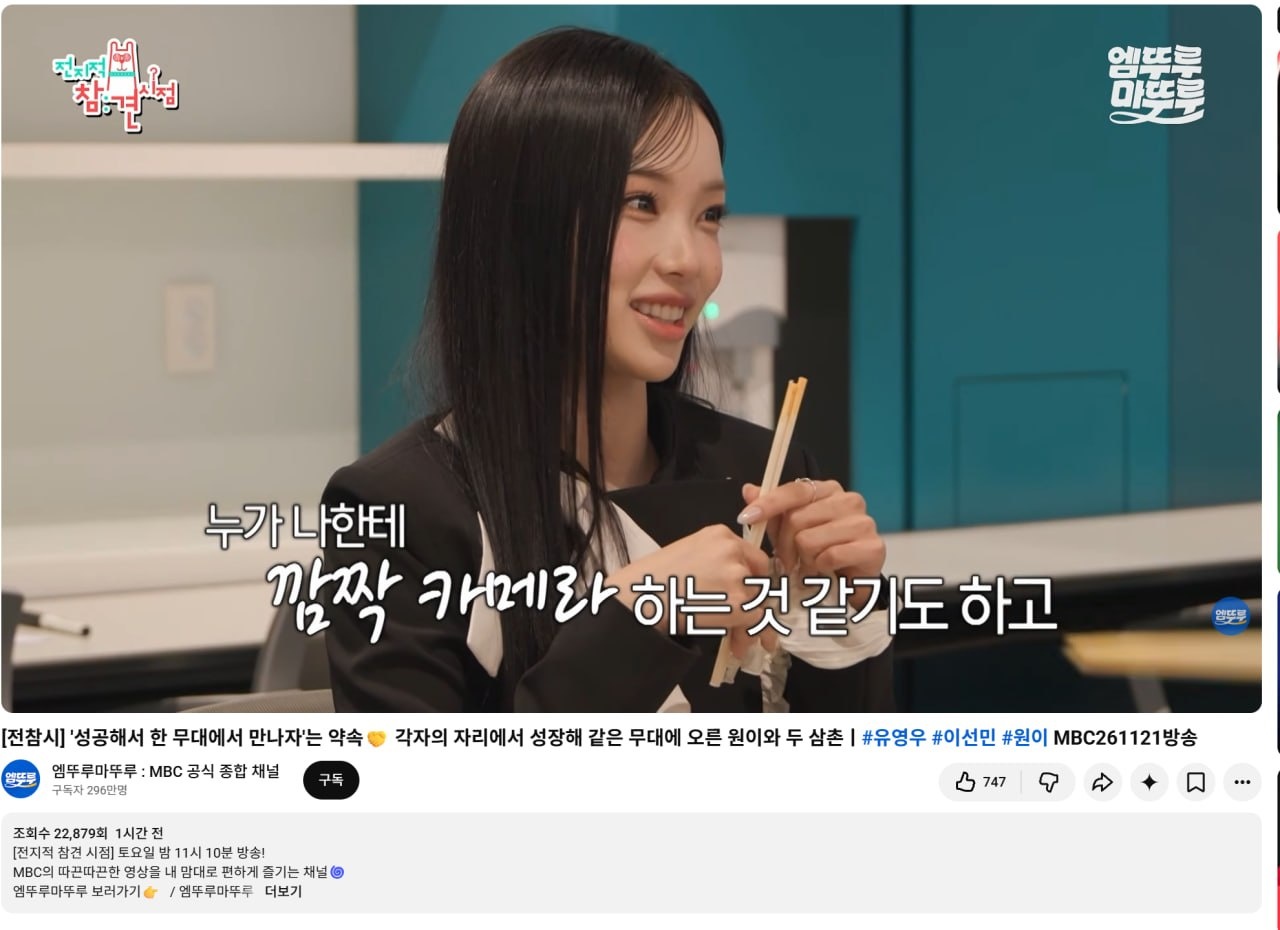 전지적
참견시점
엠뚜루
마뚜루
누가 나한테
깜짝 카메라 하는 것 같기도 하고
엠뚜루
[전참시] '성공해서 한 무대에서 만나자'는 약속🤝 각자의 자리에서 성장해 같은 무대에 오른 원이와 두 삼촌 | #유영우 #이선민 #원이 MBC261121방송
엠뚜루
엠뚜루마뚜루 : MBC 공식 종합 채널
구독자 296만명
구독
747
조회수 22,879회 1시간 전
[전지적 참견 시점] 토요일 밤 11시 10분 방송!
MBC의 따끈따끈한 영상을 내 맘대로 편하게 즐기는 채널🌀
엠뚜루마뚜루 보러가기👉 / 엠뚜루마뚜루 더보기